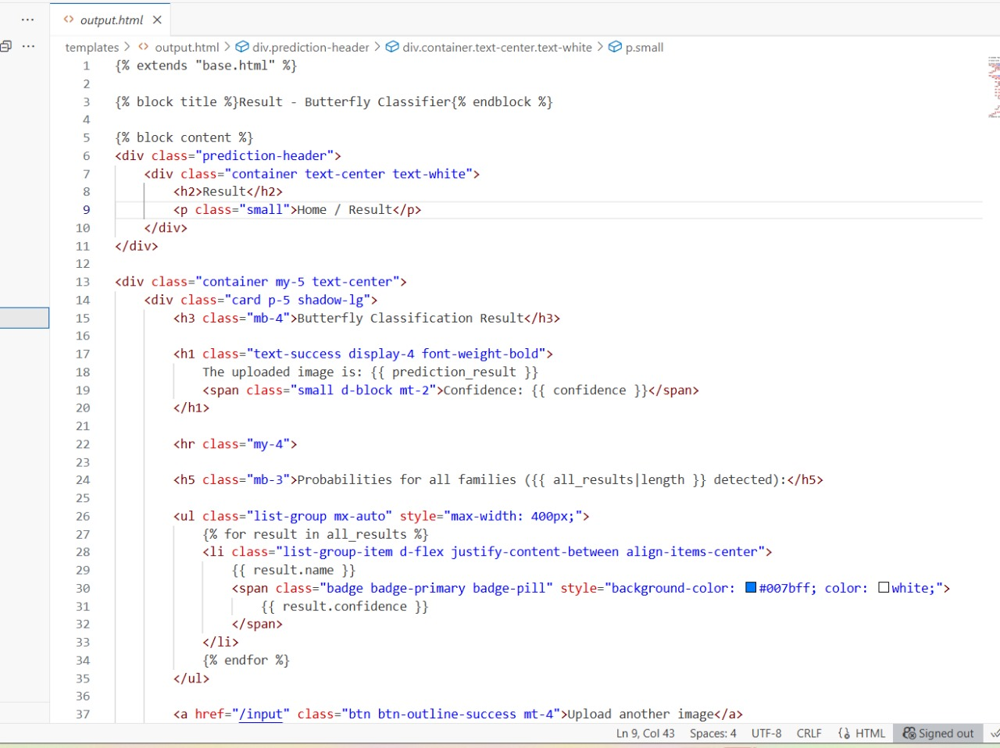 output.html
templates > output.html > div.prediction-header > div.container.text-center.text-white > p.small
1 {% extends "base.html" %}
2
3 {% block title %}Result - Butterfly Classifier{% endblock %}
4
5 {% block content %}
6 <div class="prediction-header">
7 <div class="container text-center text-white">
8 <h2>Result</h2>
9 <p class="small">Home / Result</p>
10 </div>
11 </div>
12
13 <div class="container my-5 text-center">
14 <div class="card p-5 shadow-lg">
15 <h3 class="mb-4">Butterfly Classification Result</h3>
16
17 <h1 class="text-success display-4 font-weight-bold">
18 The uploaded image is: {{ prediction_result }}
19 <span class="small d-block mt-2">Confidence: {{ confidence }}</span>
20 </h1>
21
22 <hr class="my-4">
23
24 <h5 class="mb-3">Probabilities for all families ({{ all_results|length }} detected):</h5>
25
26 <ul class="list-group mx-auto" style="max-width: 400px;">
27 {% for result in all_results %}
28 <li class="list-group-item d-flex justify-content-between align-items-center">
29 {{ result.name }}
30 <span class="badge badge-primary badge-pill" style="background-color: #007bff; color: white;">
31 {{ result.confidence }}
32 </span>
33 </li>
34 {% endfor %}
35 </ul>
36
37 <a href="/input" class="btn btn-outline-success mt-4">Upload another image</a>
Ln 9, Col 43 Spaces: 4 UTF-8 CRLF HTML Signed out